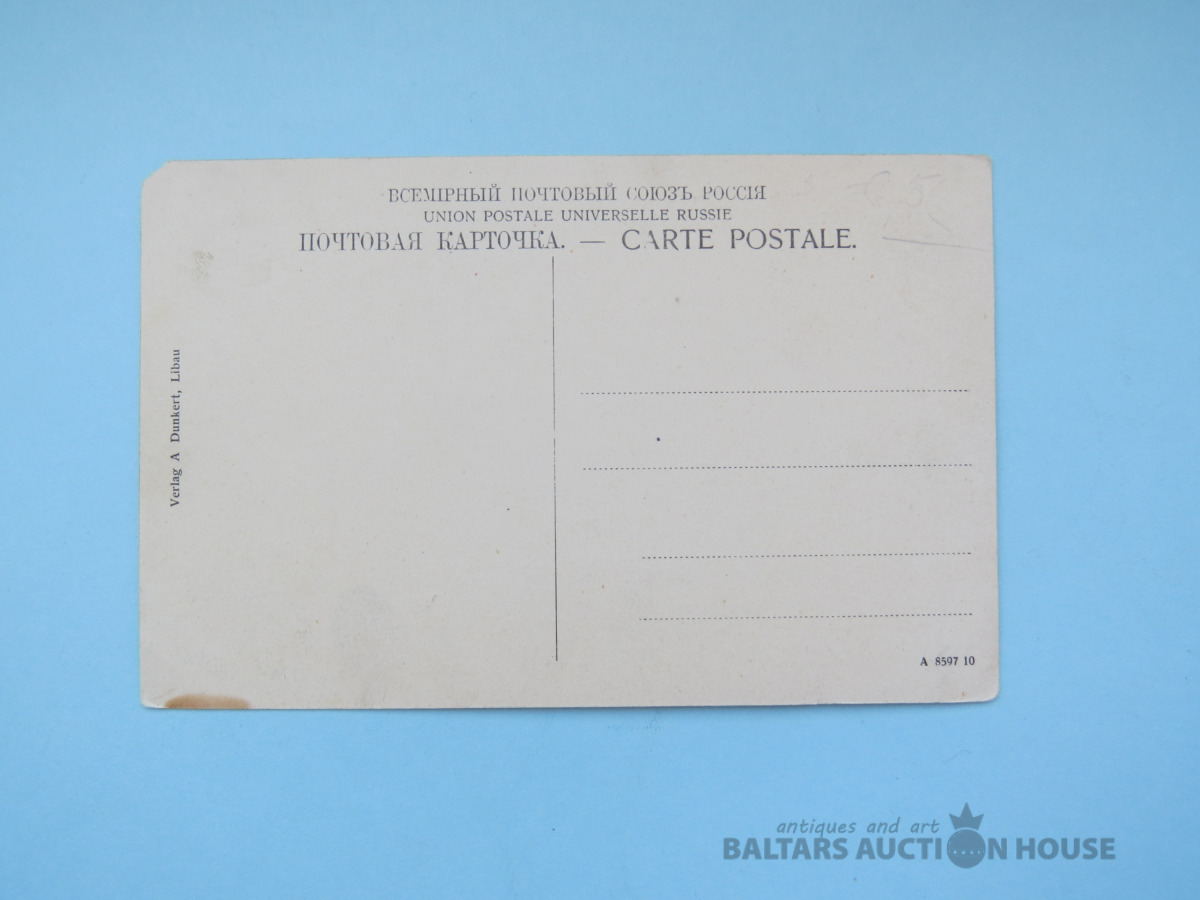 ВСЕМІРНЫЙ ПОЧТОВЫЙ СОЮЗЪ РОССІЯ
UNION POSTALE UNIVERSELLE RUSSIE
ПОЧТОВАЯ КАРТОЧКА. — CARTE POSTALE.
Verlag A Dunkert, Libau
A 8597 10
antiques and art
BALTARS AUCTION HOUSE